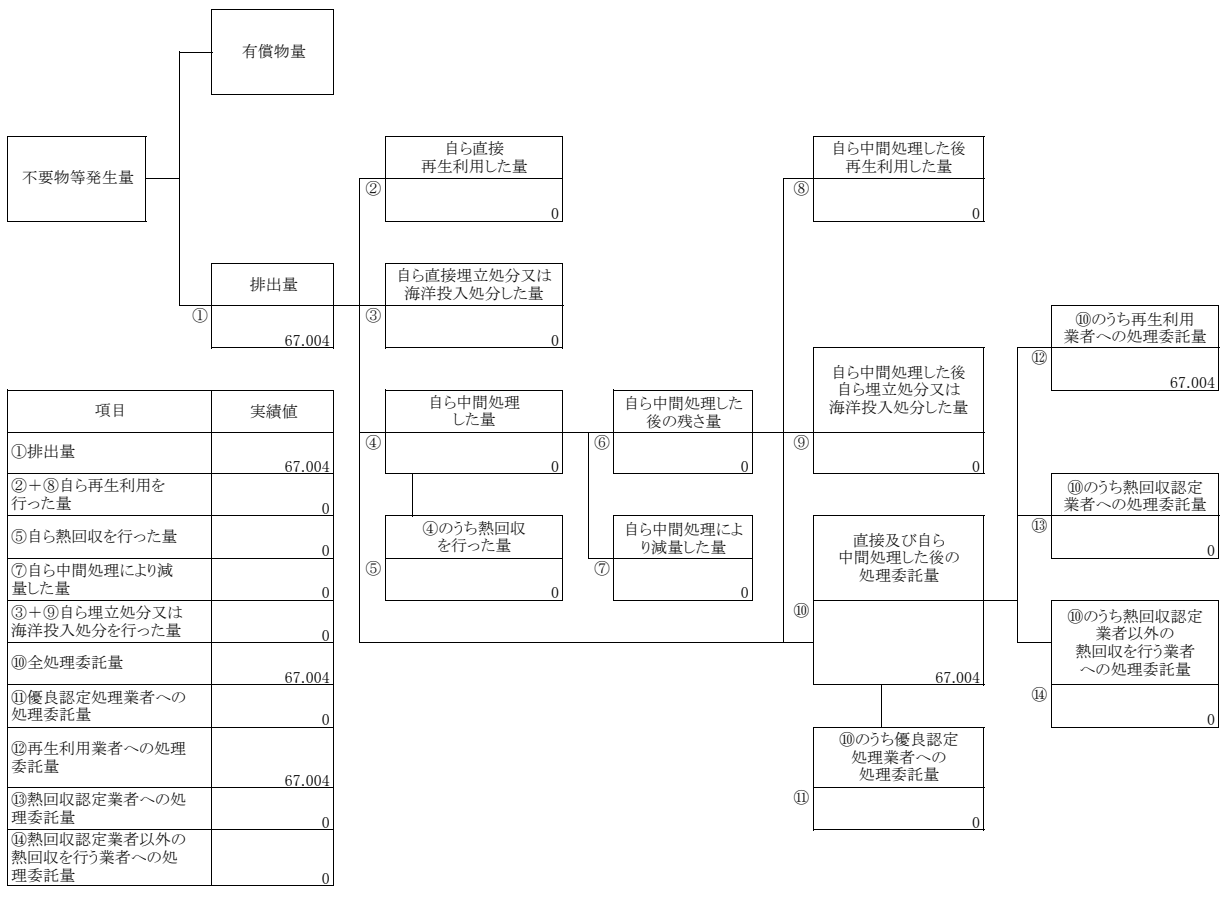 有償物量
不要物等発生量
排出量
①
67.004
自ら直接
再生利用した量
②
0
自ら直接埋立処分又は
海洋投入処分した量
③
0
自ら中間処理
した量
④
0
④のうち熱回収
を行った量
⑤
0
自ら中間処理した
後の残さ量
⑥
0
自ら中間処理によ
り減量した量
⑦
0
自ら中間処理した後
再生利用した量
⑧
0
自ら中間処理した後
自ら埋立処分又は
海洋投入処分した量
⑨
0
直接及び自ら
中間処理した後の
処理委託量
⑩
67.004
⑩のうち優良認定
処理業者への
処理委託量
⑪
0
⑩のうち再生利用
業者への処理委託量
⑫
67.004
⑩のうち熱回収認定
業者への処理委託量
⑬
0
⑩のうち熱回収認定
業者以外の
熱回収を行う業者
への処理委託量
⑭
0
項目 実績値
①排出量
67.004
②＋⑧自ら再生利用を
行った量
0
⑤自ら熱回収を行った量
0
⑦自ら中間処理により減
量した量
0
③＋⑨自ら埋立処分又は
海洋投入処分を行った量
0
⑩全処理委託量
67.004
⑪優良認定処理業者への
処理委託量
0
⑫再生利用業者への処理
委託量
67.004
⑬熱回収認定業者への処
理委託量
0
⑭熱回収認定業者以外の
熱回収を行う業者への処
理委託量
0